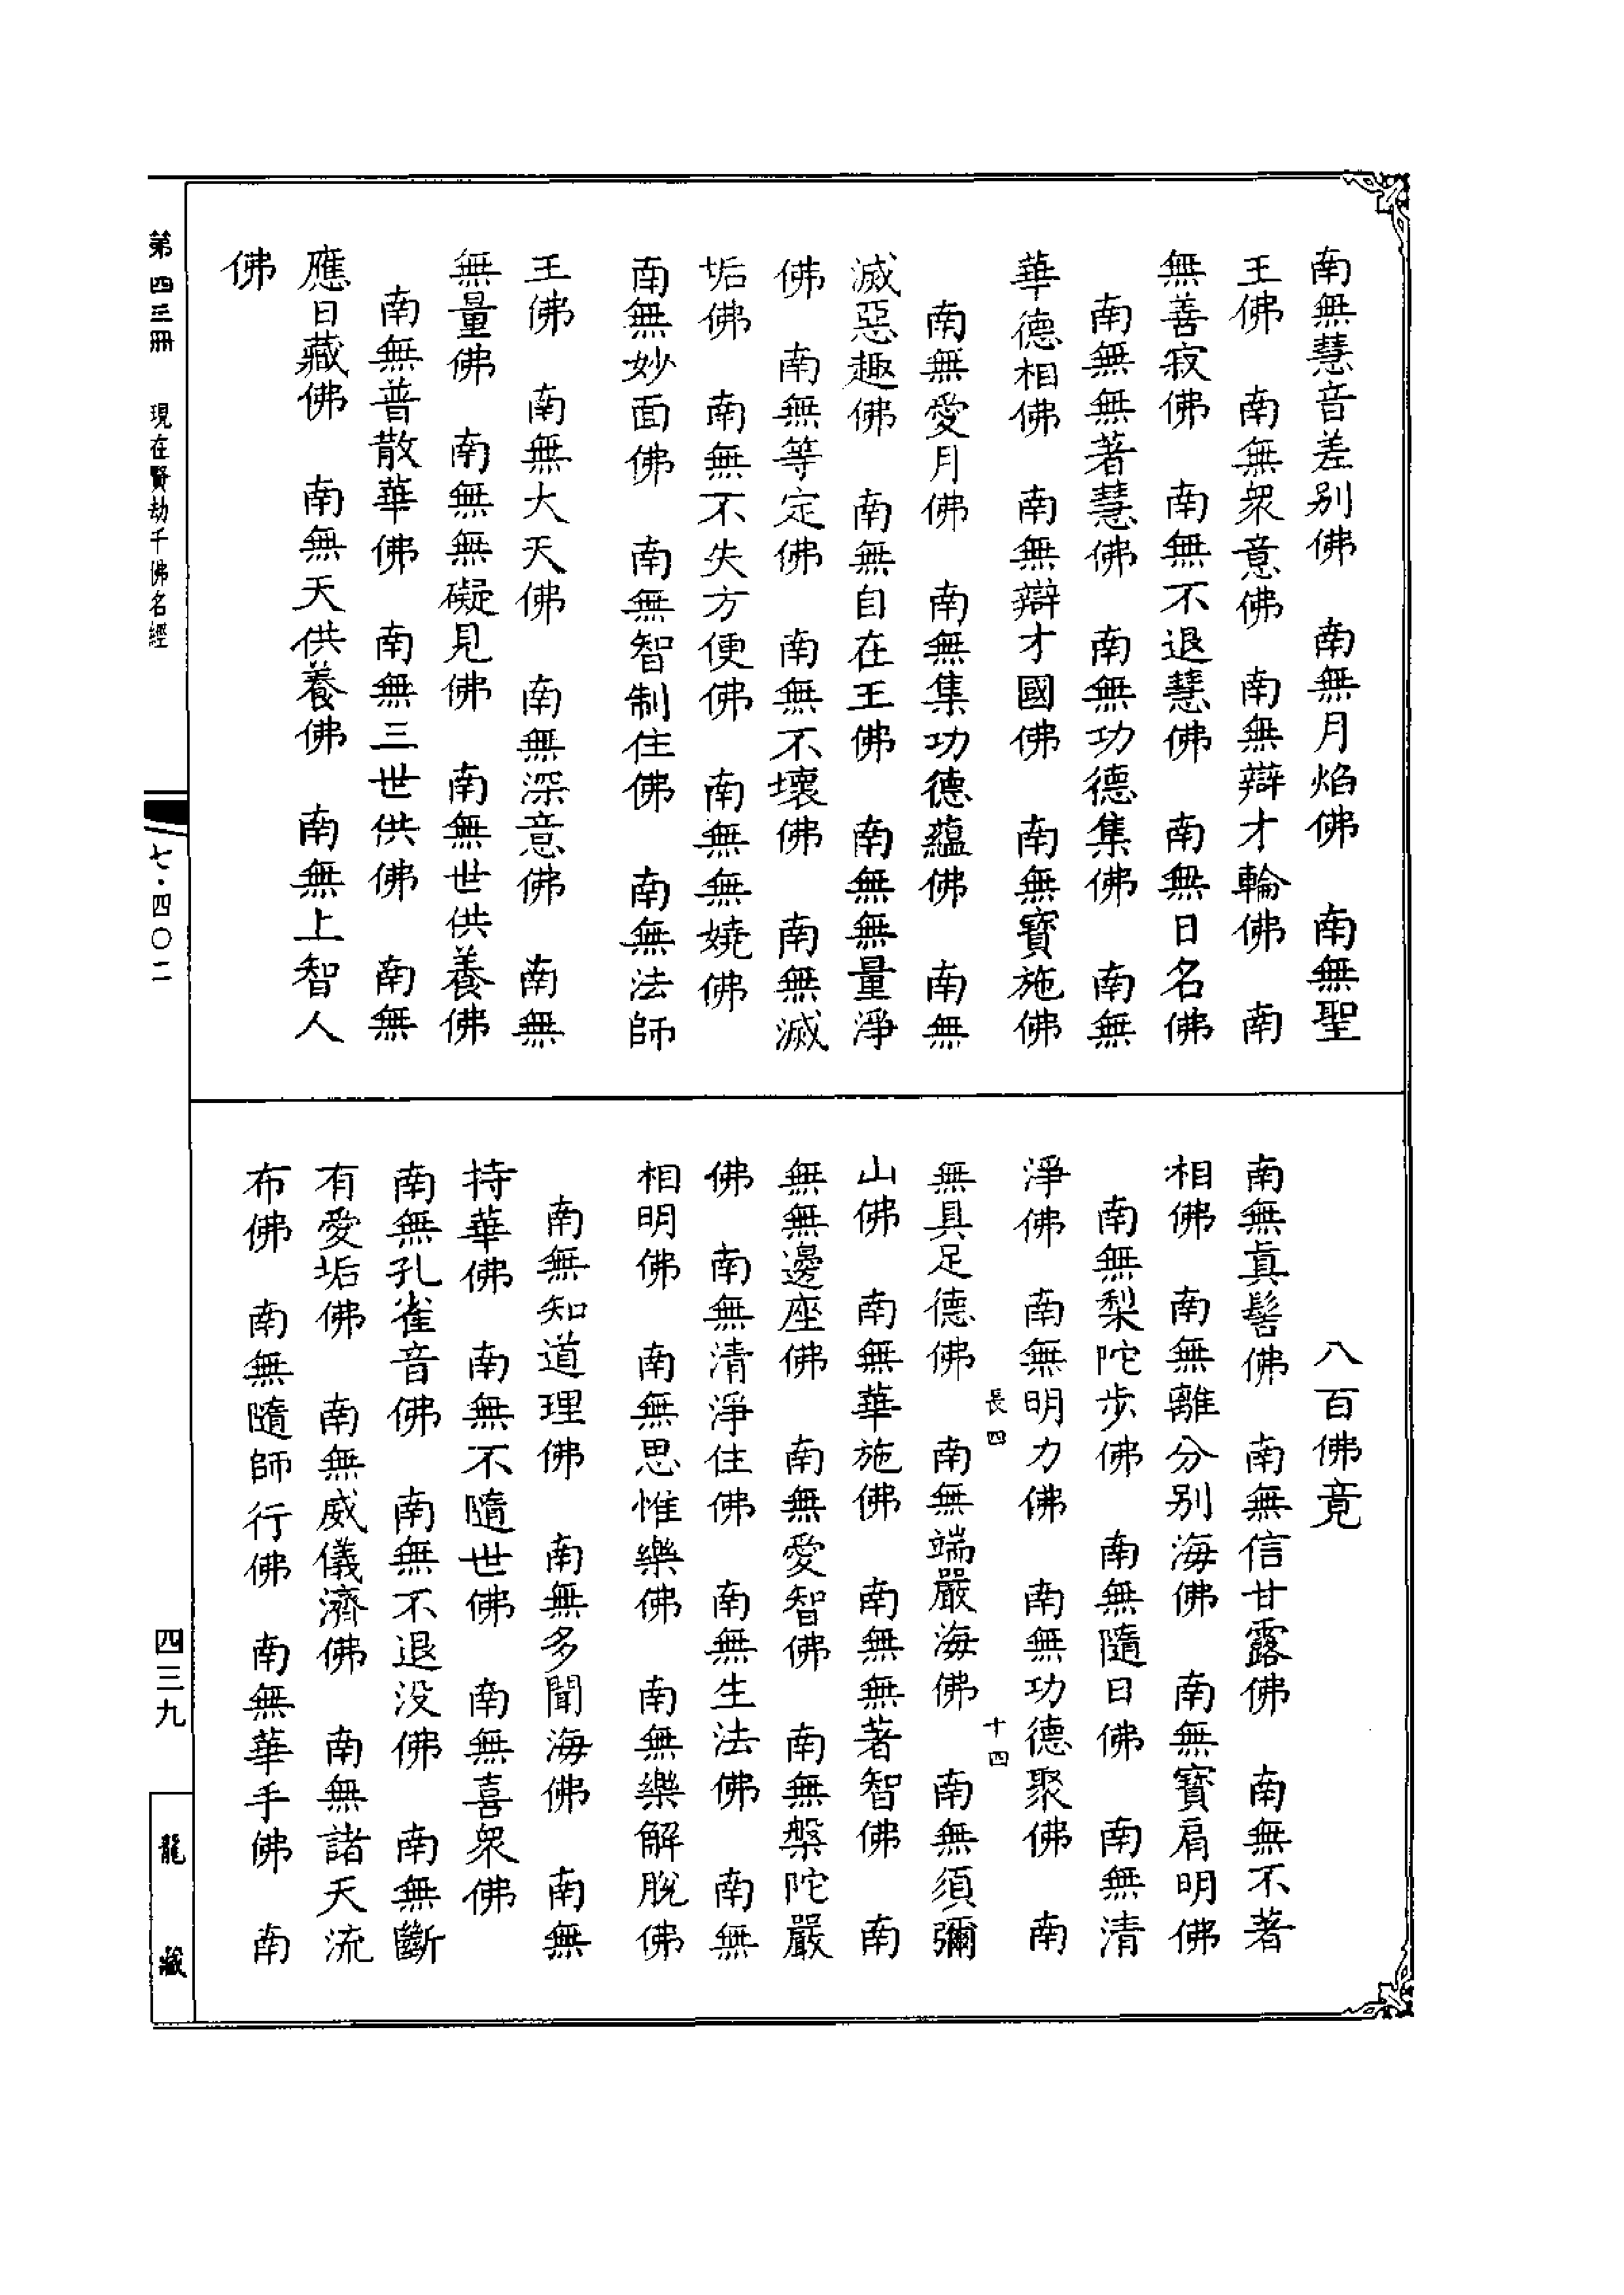 南無慧音差别佛　南無月焰佛　南無聖
王佛　南無衆意佛　南無辯才輪佛　南
無善寂佛　南無不退慧佛　南無日名佛
南無無著慧佛　南無功德集佛　南無
華德相佛　南無辯才國佛　南無寶施佛
南無愛月佛　南無集功德蘊佛　南無
滅惡趣佛　南無自在王佛　南無無量淨
佛　南無等定佛　南無不壞佛　南無滅
垢佛　南無不失方便佛　南無無嬈佛
南無妙面佛　南無智制住佛　南無法師
王佛　南無大天佛　南無深意佛　南無
無量佛　南無無礙見佛　南無世供養佛
南無普散華佛　南無三世供佛　南無
應日藏佛　南無天供養佛　南無上智人
佛
八百佛竟
南無眞髻佛　南無信甘露佛　南無不著
相佛　南無離分别海佛　南無寶肩明佛
南無梨陀步佛　南無隨日佛　南無清
淨佛　南無明力佛　南無功德聚佛　南
長四　十四
無具足德佛　南無端嚴海佛　南無須彌
山佛　南無華施佛　南無無著智佛　南
無無邊座佛　南無愛智佛　南無槃陀嚴
佛　南無清淨住佛　南無生法佛　南無
相明佛　南無思惟樂佛　南無樂解脫佛
南無知道理佛　南無多聞海佛　南無
持華佛　南無不隨世佛　南無喜衆佛
南無孔雀音佛　南無不退没佛　南無斷
有愛垢佛　南無威儀濟佛　南無諸天流
布佛　南無隨師行佛　南無華手佛　南
第四三冊　現在賢劫千佛名經
七·四〇二
四三九
龍藏